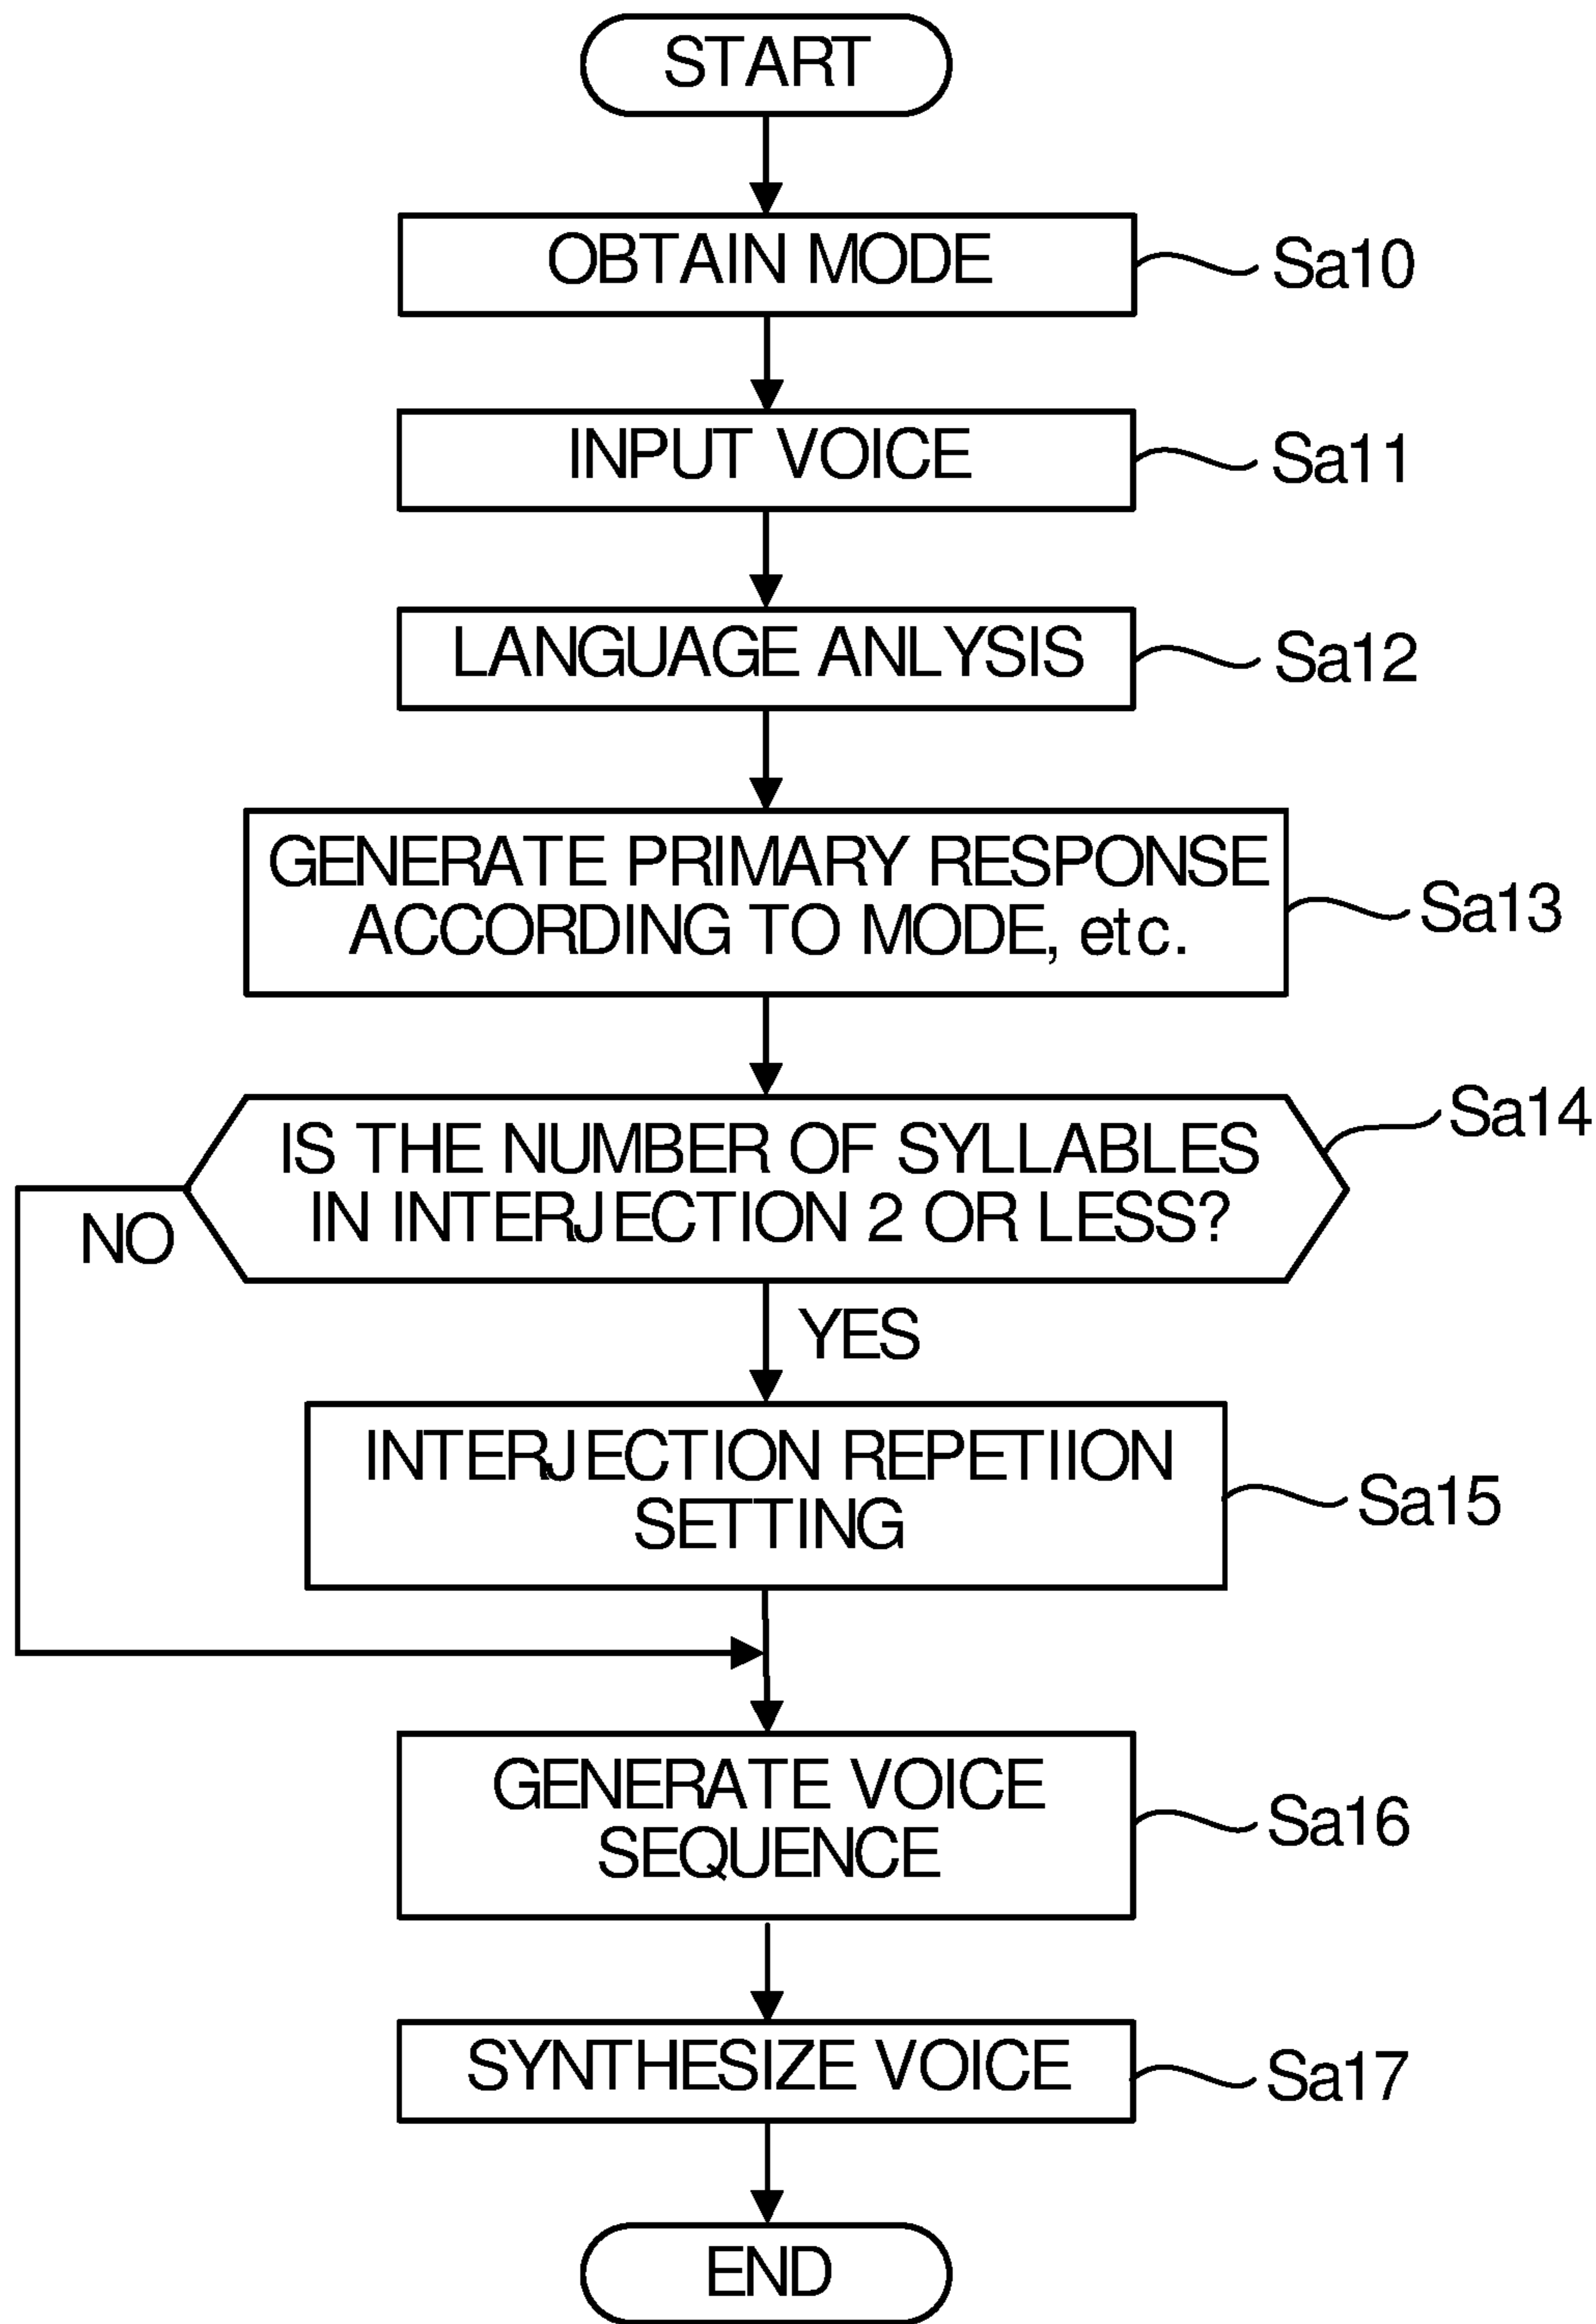 START
OBTAIN MODE
Sa10
INPUT VOICE
Sa11
LANGUAGE ANLYSIS
Sa12
GENERATE PRIMARY RESPONSE
ACCORDING TO MODE, etc.
Sa13
IS THE NUMBER OF SYLLABLES
IN INTERJECTION 2 OR LESS?
Sa14
NO
YES
INTERJECTION REPETIION
SETTING
Sa15
GENERATE VOICE
SEQUENCE
Sa16
SYNTHESIZE VOICE
Sa17
END